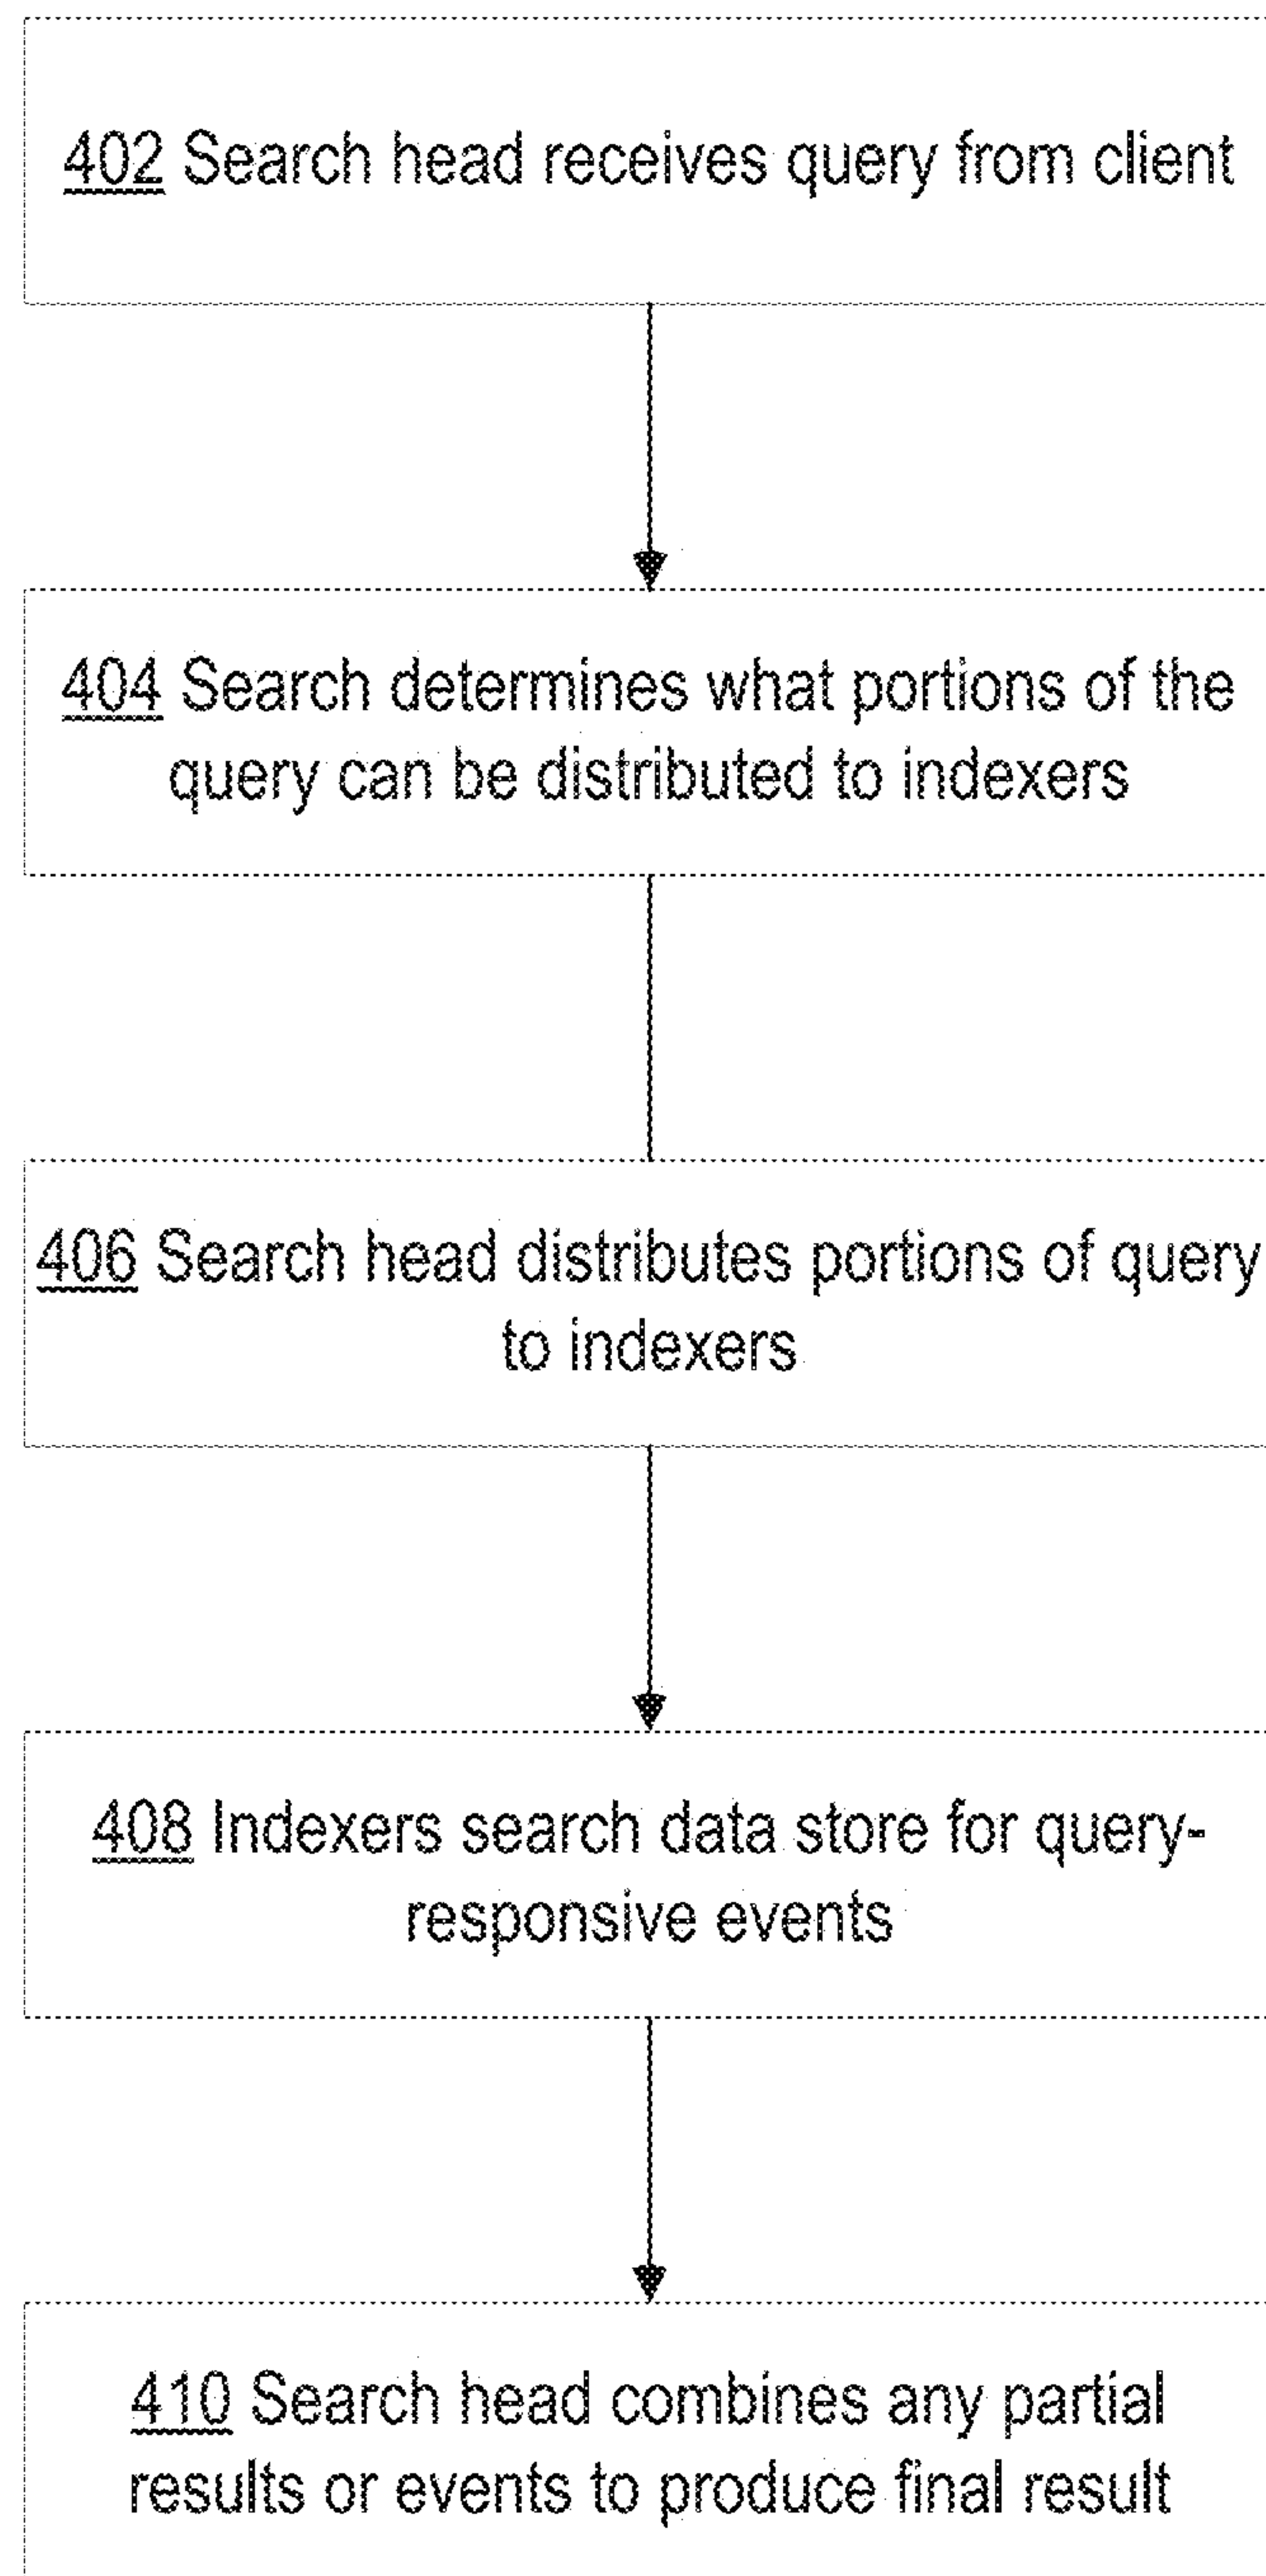 402 Search head receives query from client
404 Search determines what portions of the
query can be distributed to indexers
406 Search head distributes portions of query
to indexers
408 Indexers search data store for query-
responsive events
410 Search head combines any partial
results or events to produce final result